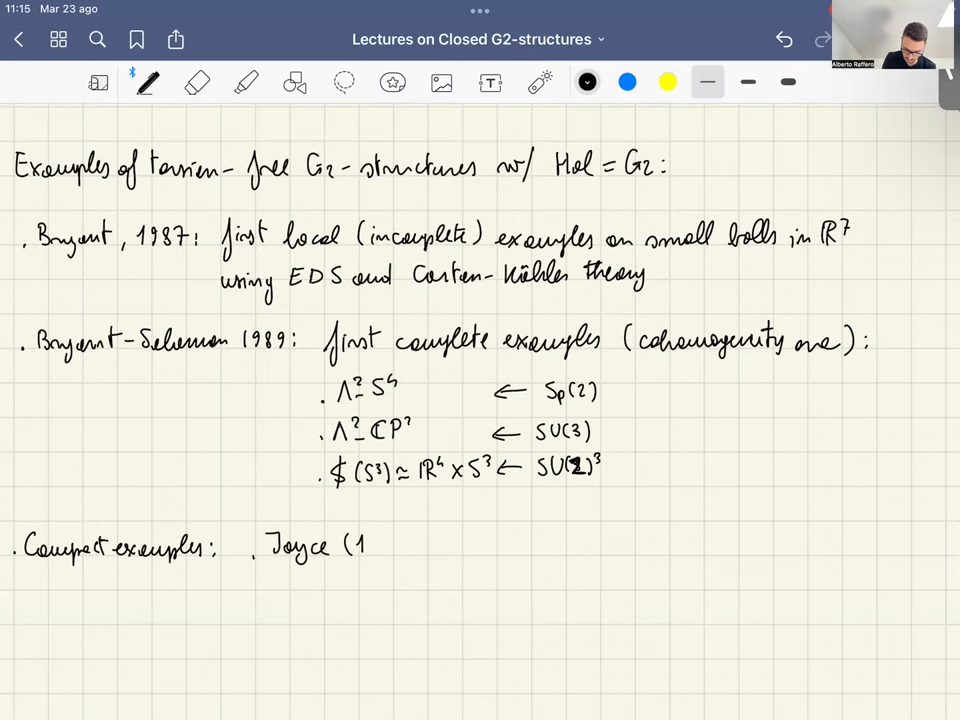 11:15 Mar 23 ago
Lectures on Closed G2-structures
Alberto Raffero
Examples of torsion-free G2-structures w/ Hol = G2:
. Bryant, 1987: first local (incomplete) examples on small balls in ℝ⁷
using EDS and Cartan-Kähler theory
. Bryant-Salamon 1989: first complete examples (cohomogeneity one):
. Λ²₋ S⁴ ← Sp(2)
. Λ²₋ ℂP² ← SU(3)
. $(S³) ≃ ℝ⁴ × S³ ← SU(2)³
. Compact examples: . Joyce (1